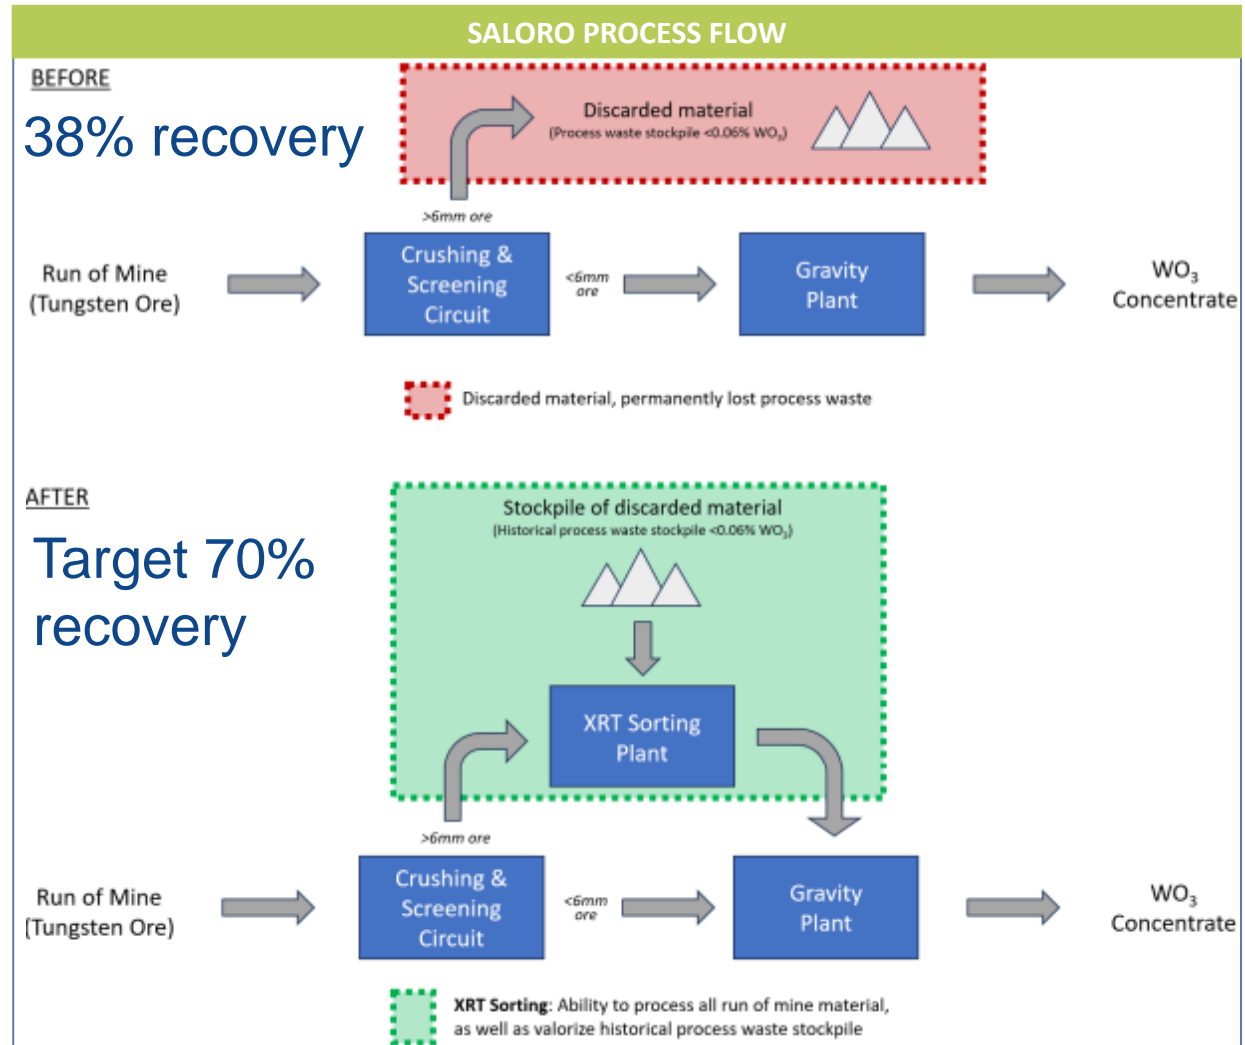 SALORO PROCESS FLOW
BEFORE
38% recovery
Discarded material
(Process waste stockpile <0.06% WO₃)
>6mm ore
Run of Mine
(Tungsten Ore)
Crushing &
Screening
Circuit
<6mm
ore
Gravity
Plant
WO₃
Concentrate
Discarded material, permanently lost process waste
AFTER
Target 70%
recovery
Stockpile of discarded material
(Historical process waste stockpile <0.06% WO₃)
XRT Sorting
Plant
>6mm ore
Run of Mine
(Tungsten Ore)
Crushing &
Screening
Circuit
<6mm
ore
Gravity
Plant
WO₃
Concentrate
XRT Sorting: Ability to process all run of mine material,
as well as valorize historical process waste stockpile